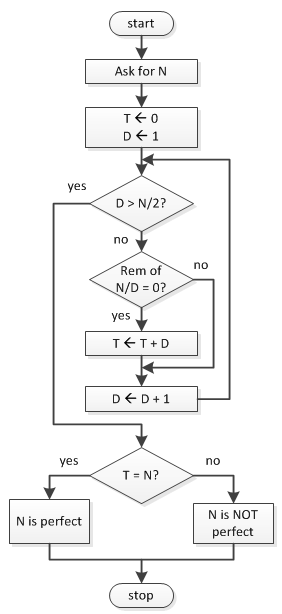 start
Ask for N
T ← 0
D ← 1
yes
D > N/2?
no
Rem of
N/D = 0?
no
yes
T ← T + D
D ← D + 1
yes
T = N?
no
N is perfect
N is NOT
perfect
stop